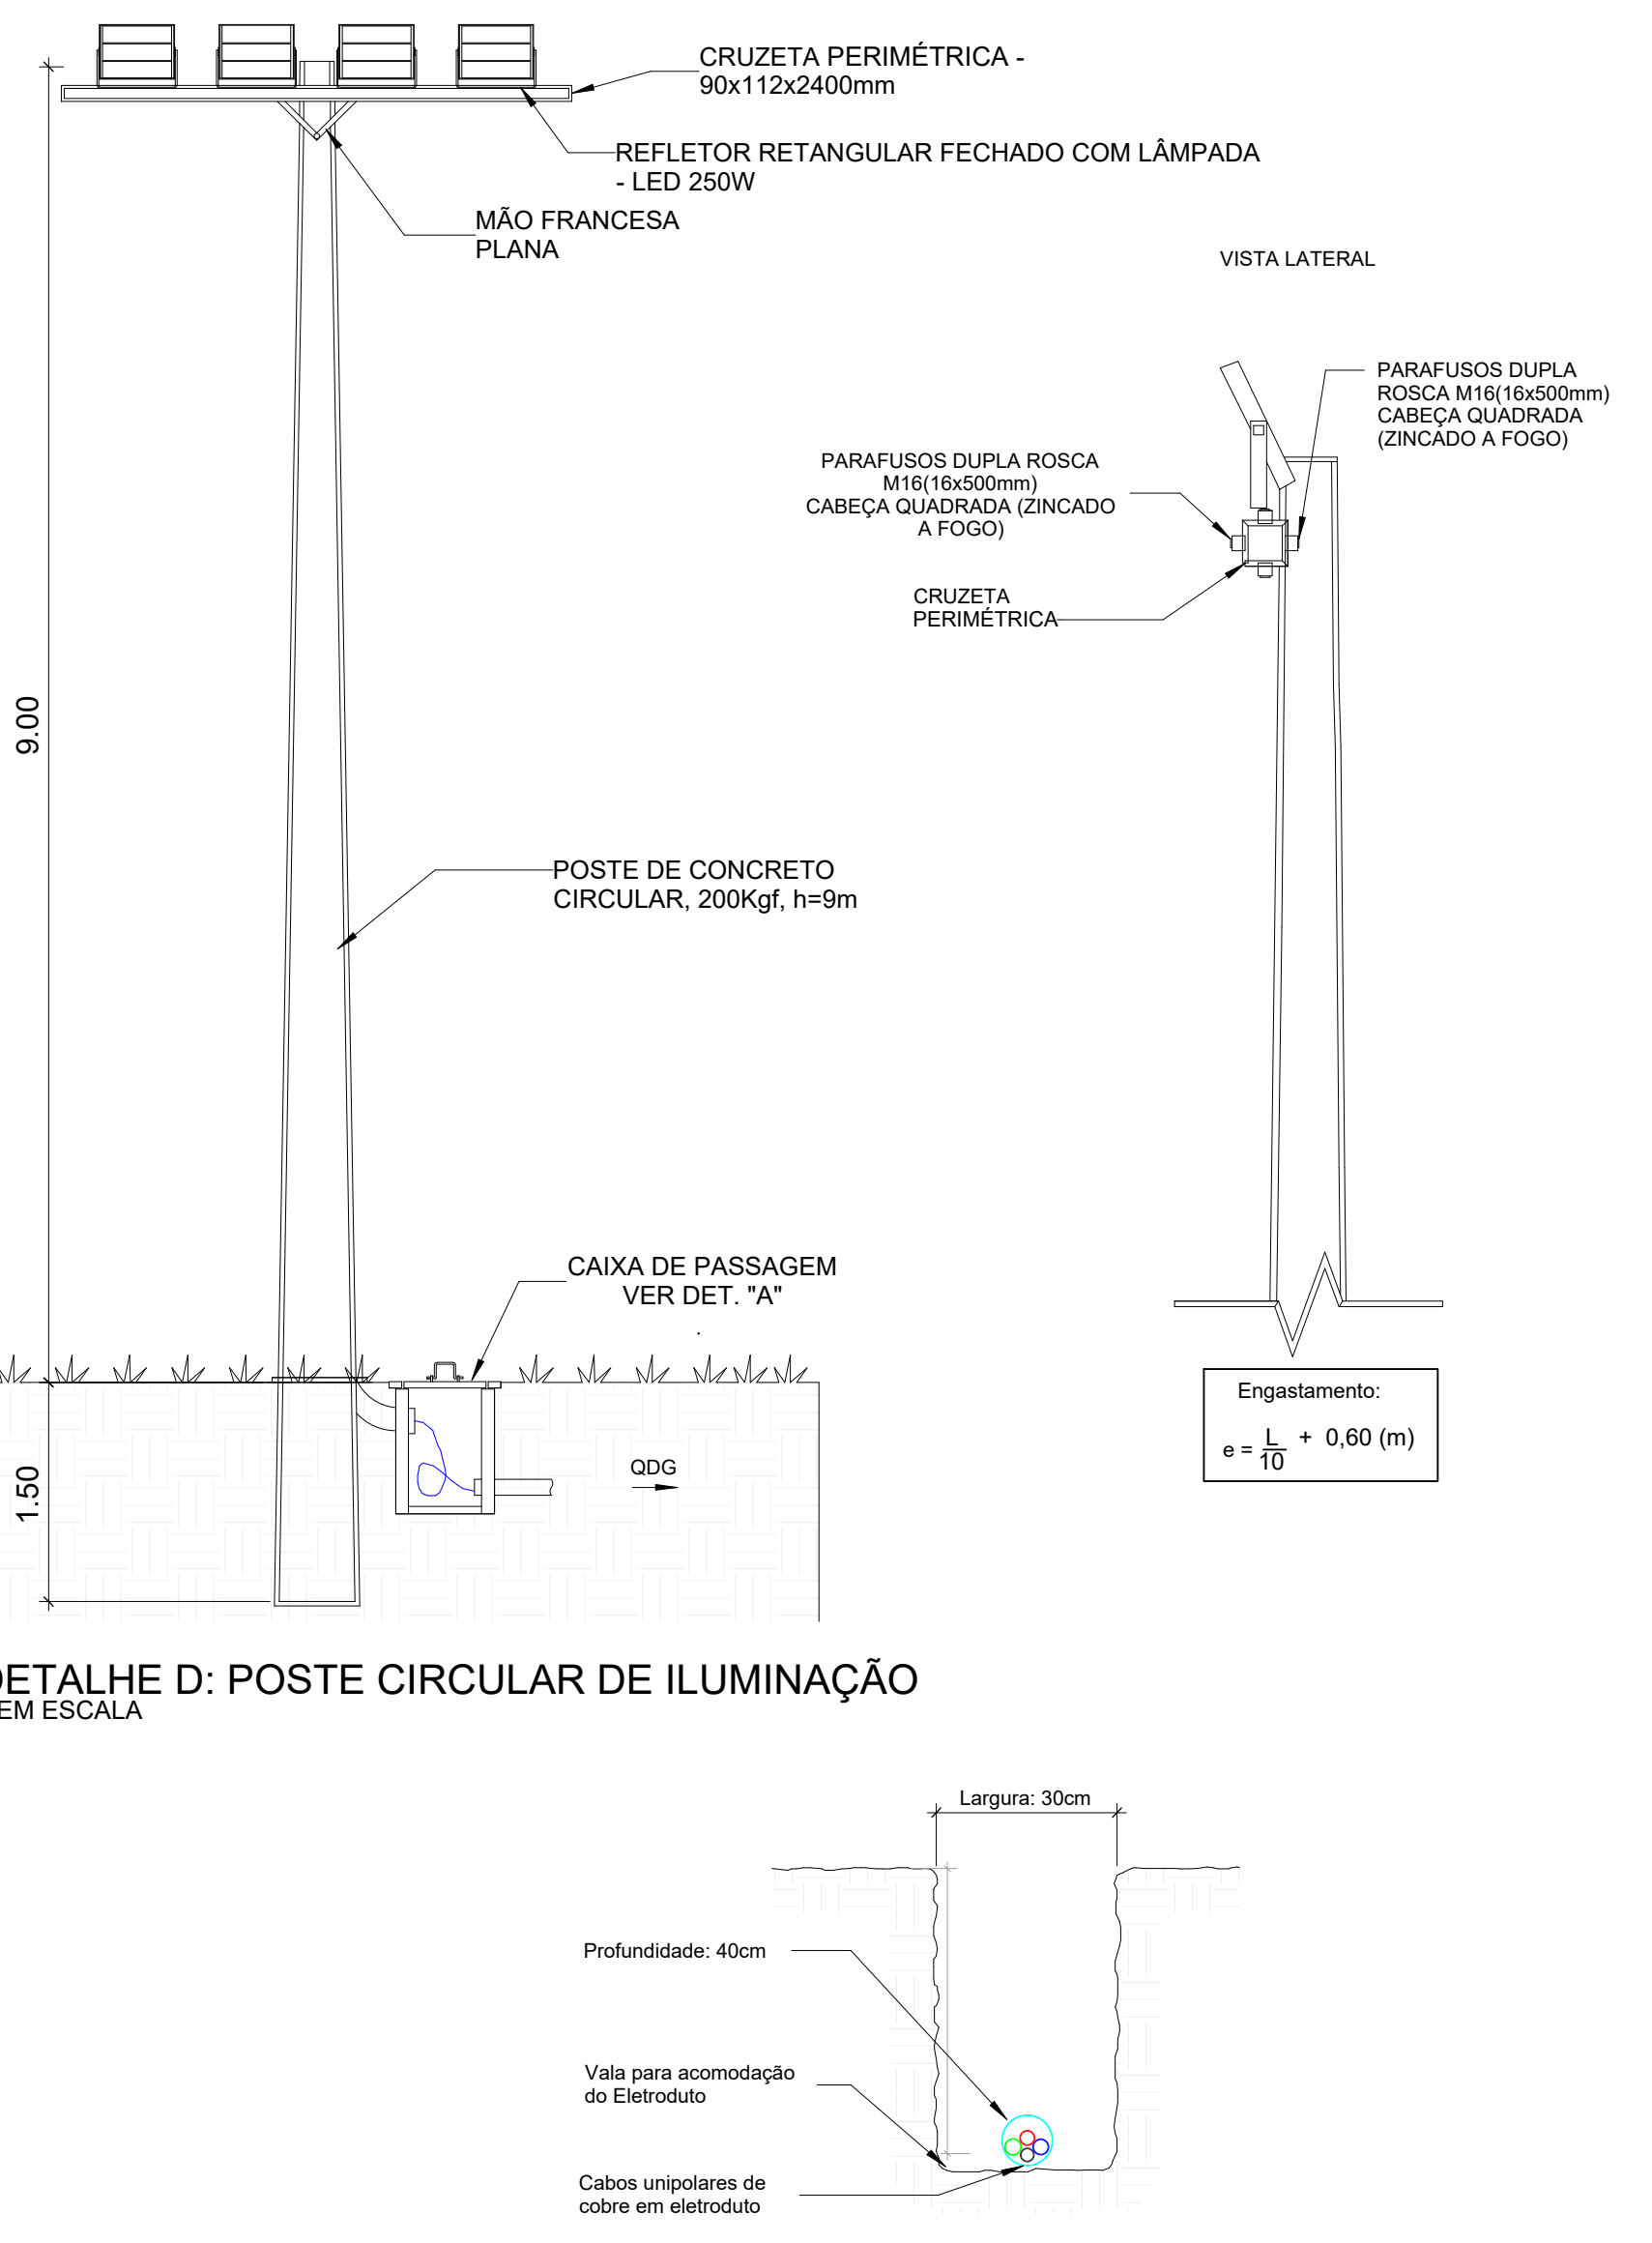 CRUZETA PERIMÉTRICA -
90x112x2400mm
REFLETOR RETANGULAR FECHADO COM LÂMPADA
- LED 250W
MÃO FRANCESA
PLANA
VISTA LATERAL
PARAFUSOS DUPLA
ROSCA M16(16x500mm)
CABEÇA QUADRADA
(ZINCADO A FOGO)
PARAFUSOS DUPLA ROSCA
M16(16x500mm)
CABEÇA QUADRADA (ZINCADO
A FOGO)
CRUZETA
PERIMÉTRICA
9.00
POSTE DE CONCRETO
CIRCULAR, 200Kgf, h=9m
CAIXA DE PASSAGEM
VER DET. "A"
.
1.50
QDG
Engastamento:
e = L/10 + 0,60 (m)
DETALHE D: POSTE CIRCULAR DE ILUMINAÇÃO
EM ESCALA
Largura: 30cm
Profundidade: 40cm
Vala para acomodação
do Eletroduto
Cabos unipolares de
cobre em eletroduto